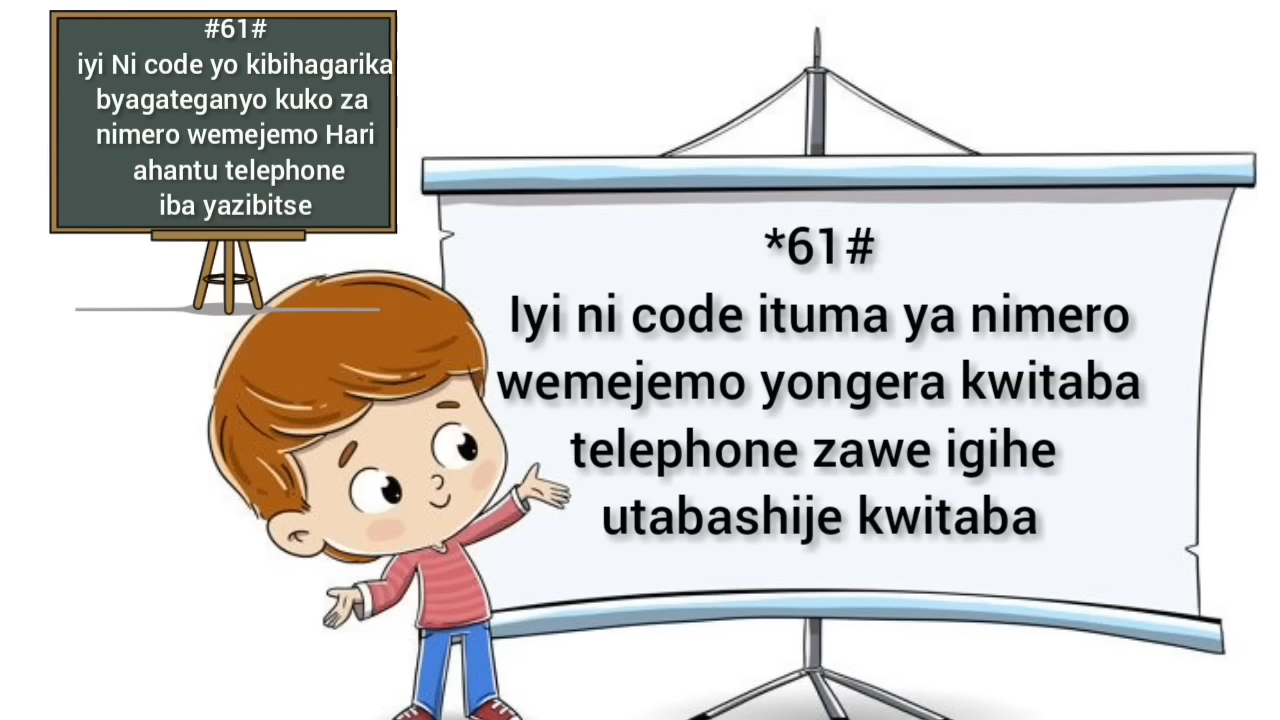 #61#
iyi Ni code yo kibihagarika
byagateganyo kuko za
nimero wemejemo Hari
ahantu telephone
iba yazibitse
*61#
Iyi ni code ituma ya nimero
wemejemo yongera kwitaba
telephone zawe igihe
utabashije kwitaba